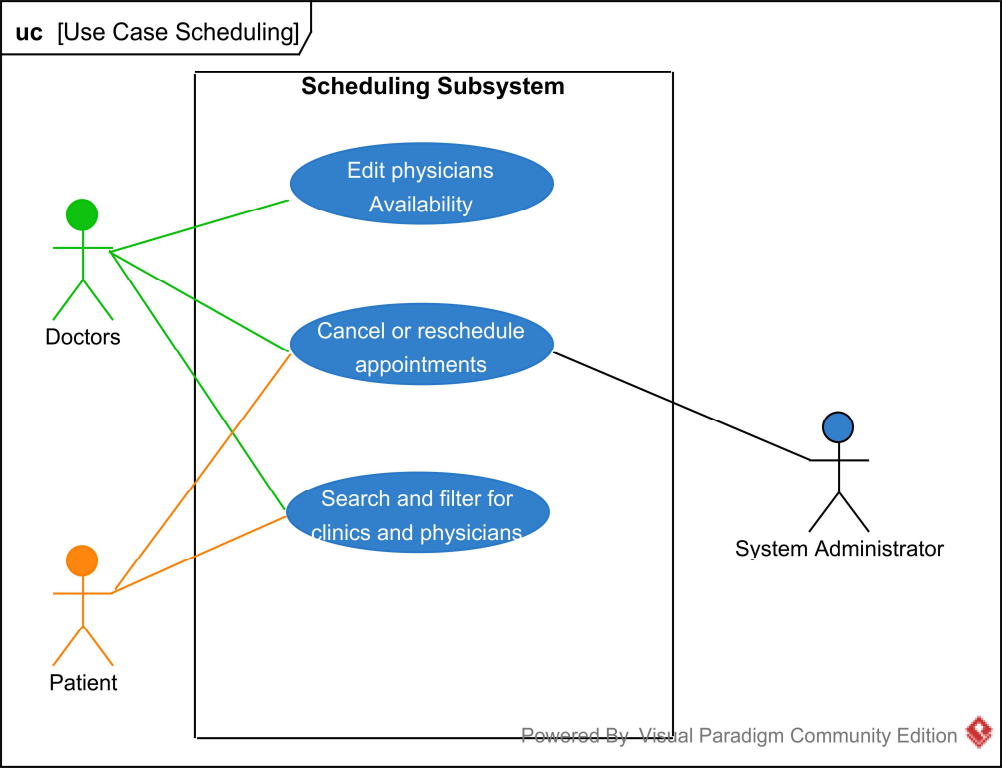 uc [Use Case Scheduling]
Scheduling Subsystem
Edit physicians
Availability
Doctors
Cancel or reschedule
appointments
Search and filter for
clinics and physicians
System Administrator
Patient
Powered By Visual Paradigm Community Edition